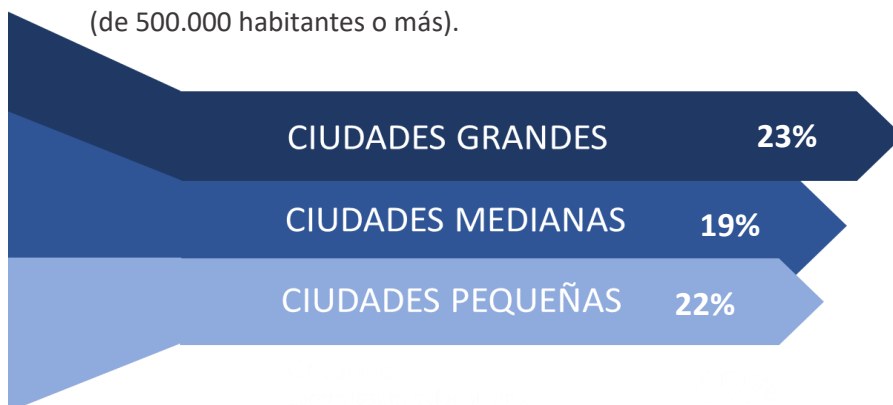 (de 500.000 habitantes o más).
CIUDADES GRANDES 23%
CIUDADES MEDIANAS 19%
CIUDADES PEQUEÑAS 22%